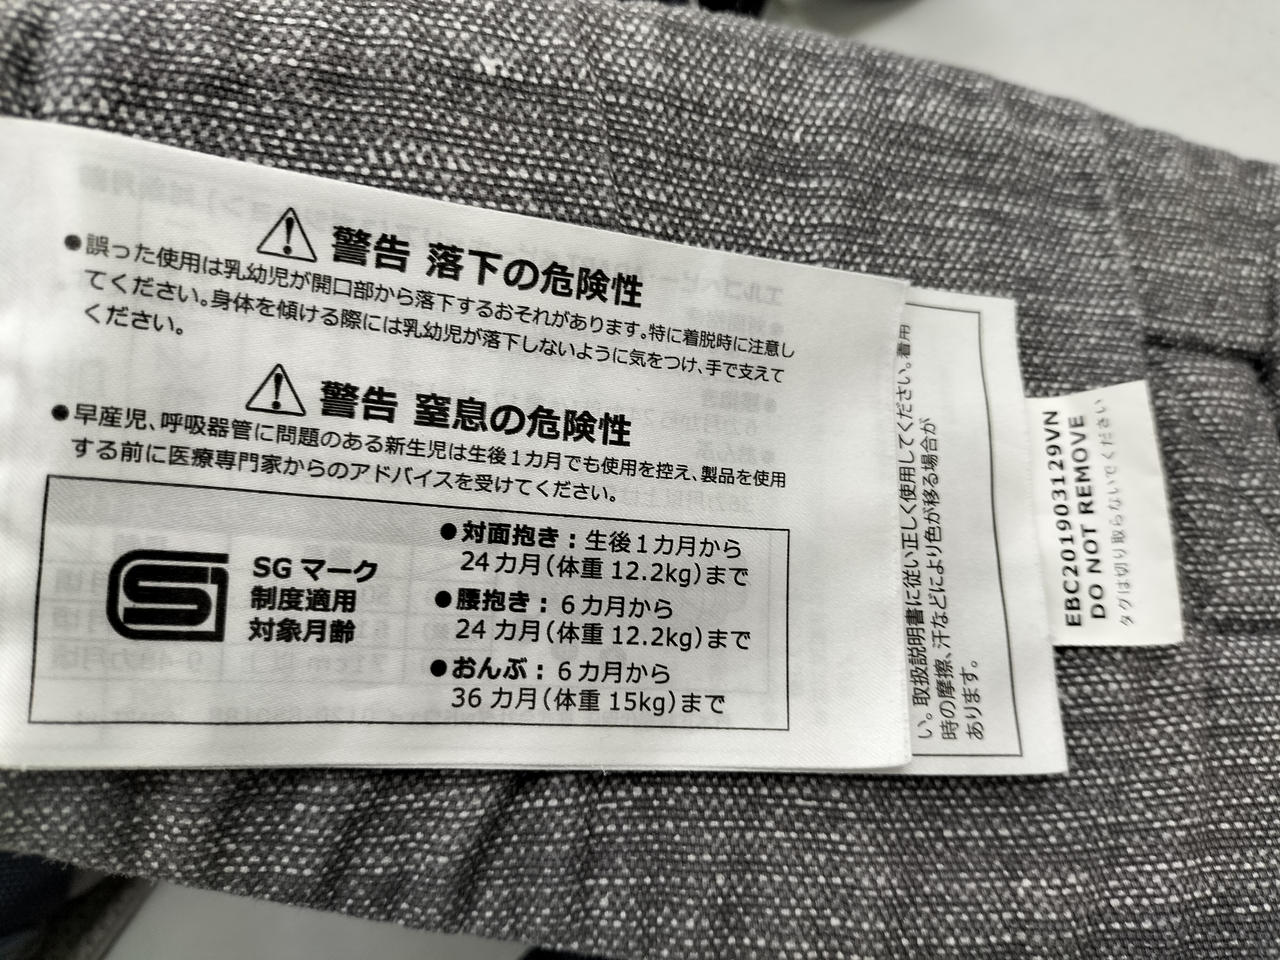 ⚠警告 落下の危険性
●誤った使用は乳幼児が開口部から落下するおそれがあります。特に着脱時に注意し
てください。身体を傾ける際には乳幼児が落下しないように気をつけ、手で支えて
ください。
⚠警告 窒息の危険性
●早産児、呼吸器管に問題のある新生児は生後1カ月でも使用を控え、製品を使用
する前に医療専門家からのアドバイスを受けてください。
SG マーク
制度適用
対象月齢
●対面抱き：生後1カ月から
24カ月(体重 12.2kg)まで
●腰抱き：6カ月から
24カ月(体重 12.2kg)まで
●おんぶ：6カ月から
36カ月(体重 15kg)まで
い。取扱説明書に従い正しく使用してください。着用
時の摩擦、汗などにより色が移る場合が
あります。
EBC201903129VN
DO NOT REMOVE
タグは切り取らないでください